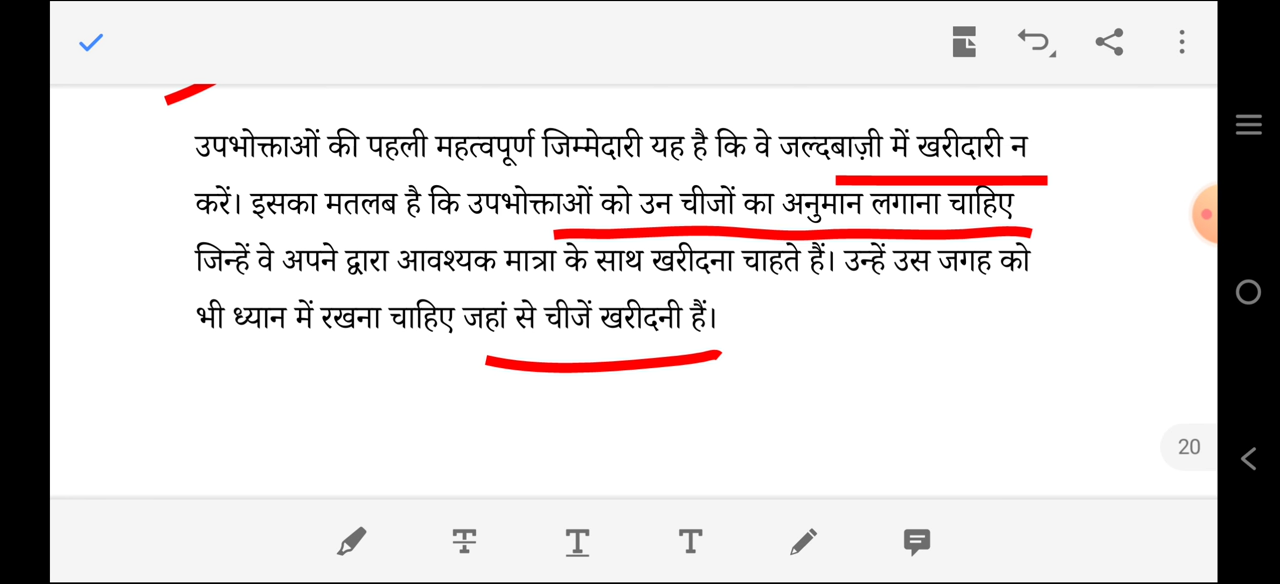 उपभोक्ताओं की पहली महत्वपूर्ण जिम्मेदारी यह है कि वे जल्दबाज़ी में खरीदारी न
करें। इसका मतलब है कि उपभोक्ताओं को उन चीजों का अनुमान लगाना चाहिए
जिन्हें वे अपने द्वारा आवश्यक मात्रा के साथ खरीदना चाहते हैं। उन्हें उस जगह को
भी ध्यान में रखना चाहिए जहां से चीजें खरीदनी हैं।
20